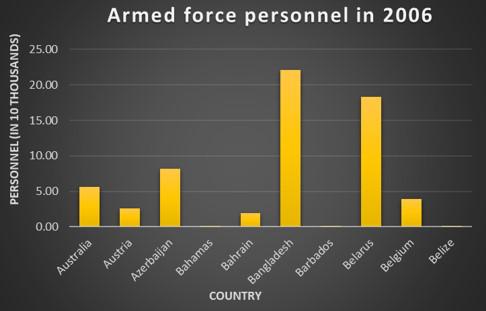 Armed force personnel in 2006
PERSONNEL (IN 10 THOUSANDS)
25.00
20.00
15.00
10.00
5.00
0.00
Australia
Austria
Azerbaijan
Bahamas
Bahrain
Bangladesh
Barbados
Belarus
Belgium
Belize
COUNTRY